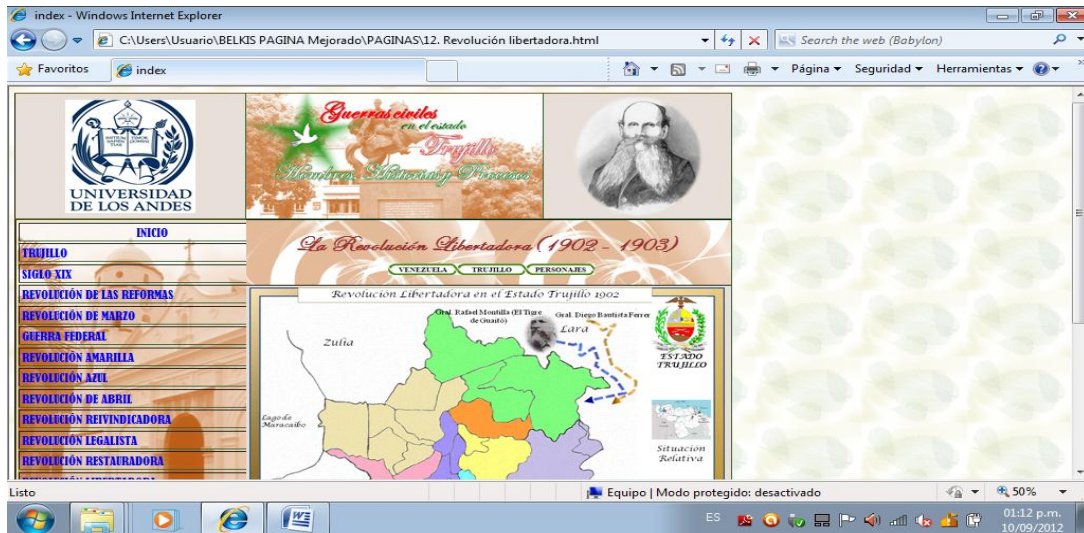 index - Windows Internet Explorer
C:\Users\Usuario\BELKIS PAGINA Mejorado\PAGINAS\12. Revolución libertadora.html
Search the web (Babylon)
Favoritos
index
Página
Seguridad
Herramientas
UNIVERSIDAD
DE LOS ANDES
Guerras civiles
en el estado
Trujillo
Hombres, Historias y Procesos
INICIO
TRUJILLO
SIGLO XIX
REVOLUCIÓN DE LAS REFORMAS
REVOLUCIÓN DE MARZO
GUERRA FEDERAL
REVOLUCIÓN AMARILLA
REVOLUCIÓN AZUL
REVOLUCIÓN DE ABRIL
REVOLUCIÓN REIVINDICADORA
REVOLUCIÓN LEGALISTA
REVOLUCIÓN RESTAURADORA
La Revolución Libertadora (1902 - 1903)
VENEZUELA
TRUJILLO
PERSONAJES
Revolución Libertadora en el Estado Trujillo 1902
Gral. Rafael Montilla (El Tigre
de Guaitó)
Gral. Diego Bautista Ferrer
Lara
Zulia
Lago de
Maracaibo
ESTADO
TRUJILLO
Situación
Relativa
Listo
Equipo | Modo protegido: desactivado
50%
ES
01:12 p.m.
10/09/2012